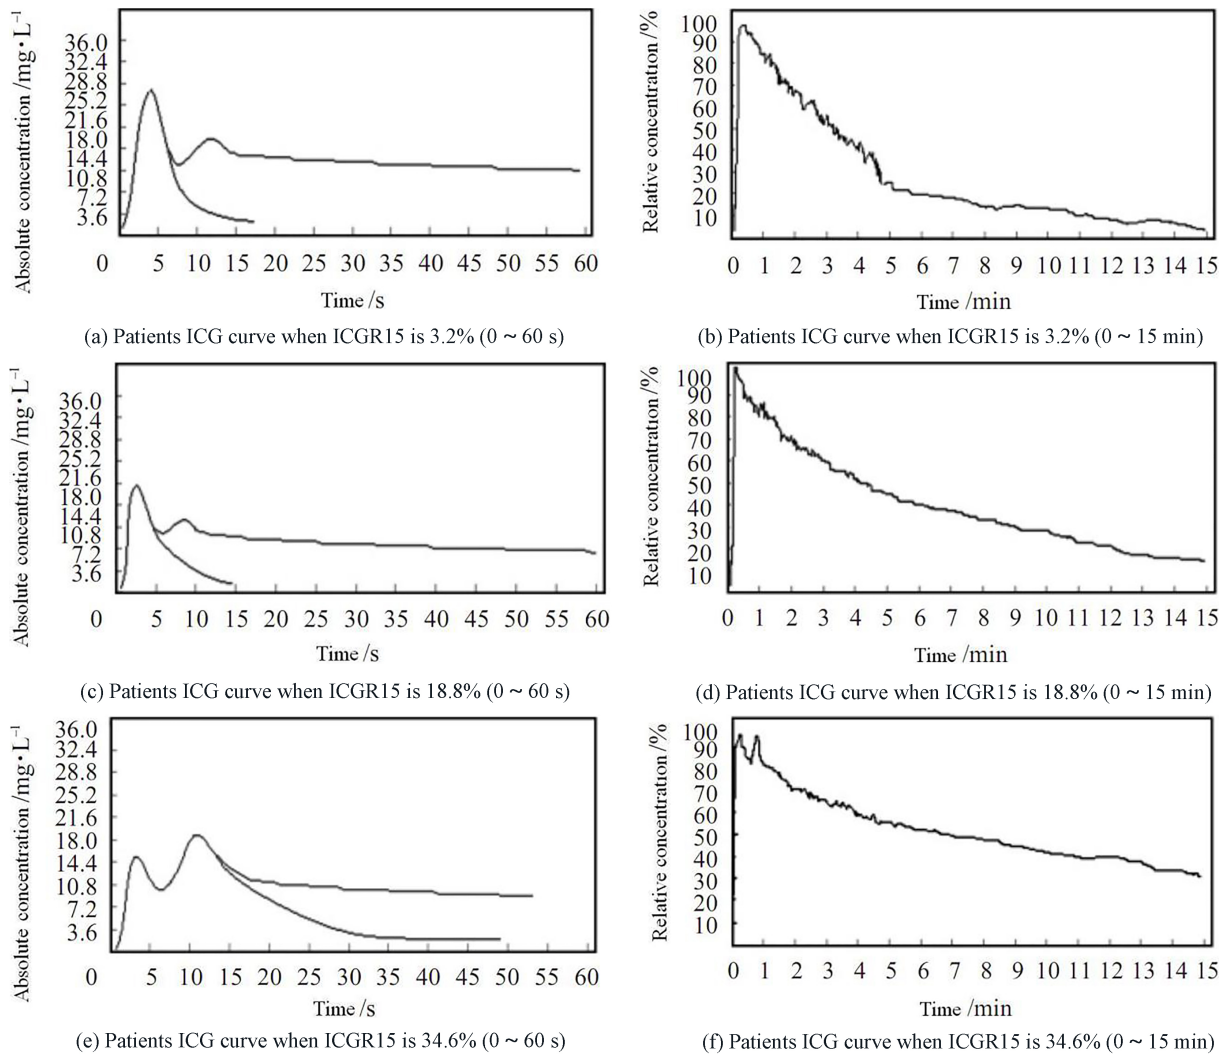 Absolute concentration /mg·L⁻¹
36.0
32.4
28.8
25.2
21.6
18.0
14.4
10.8
7.2
3.6
0 5 10 15 20 25 30 35 40 45 50 55 60
Time /s
(a) Patients ICG curve when ICGR15 is 3.2% (0 ~ 60 s)
Relative concentration /%
100
90
80
70
60
50
40
30
20
10
0 1 2 3 4 5 6 7 8 9 10 11 12 13 14 15
Time /min
(b) Patients ICG curve when ICGR15 is 3.2% (0 ~ 15 min)
Absolute concentration /mg·L⁻¹
36.0
32.4
28.8
25.2
21.6
18.0
14.4
10.8
7.2
3.6
0 5 10 15 20 25 30 35 40 45 50 55 60
Time /s
(c) Patients ICG curve when ICGR15 is 18.8% (0 ~ 60 s)
Relative concentration /%
100
90
80
70
60
50
40
30
20
10
0 1 2 3 4 5 6 7 8 9 10 11 12 13 14 15
Time /min
(d) Patients ICG curve when ICGR15 is 18.8% (0 ~ 15 min)
Absolute concentration /mg·L⁻¹
36.0
32.4
28.8
25.2
21.6
18.0
14.4
10.8
7.2
3.6
0 5 10 15 20 25 30 35 40 45 50 55 60
Time /s
(e) Patients ICG curve when ICGR15 is 34.6% (0 ~ 60 s)
Relative concentration /%
100
90
80
70
60
50
40
30
20
10
0 1 2 3 4 5 6 7 8 9 10 11 12 13 14 15
Time /min
(f) Patients ICG curve when ICGR15 is 34.6% (0 ~ 15 min)